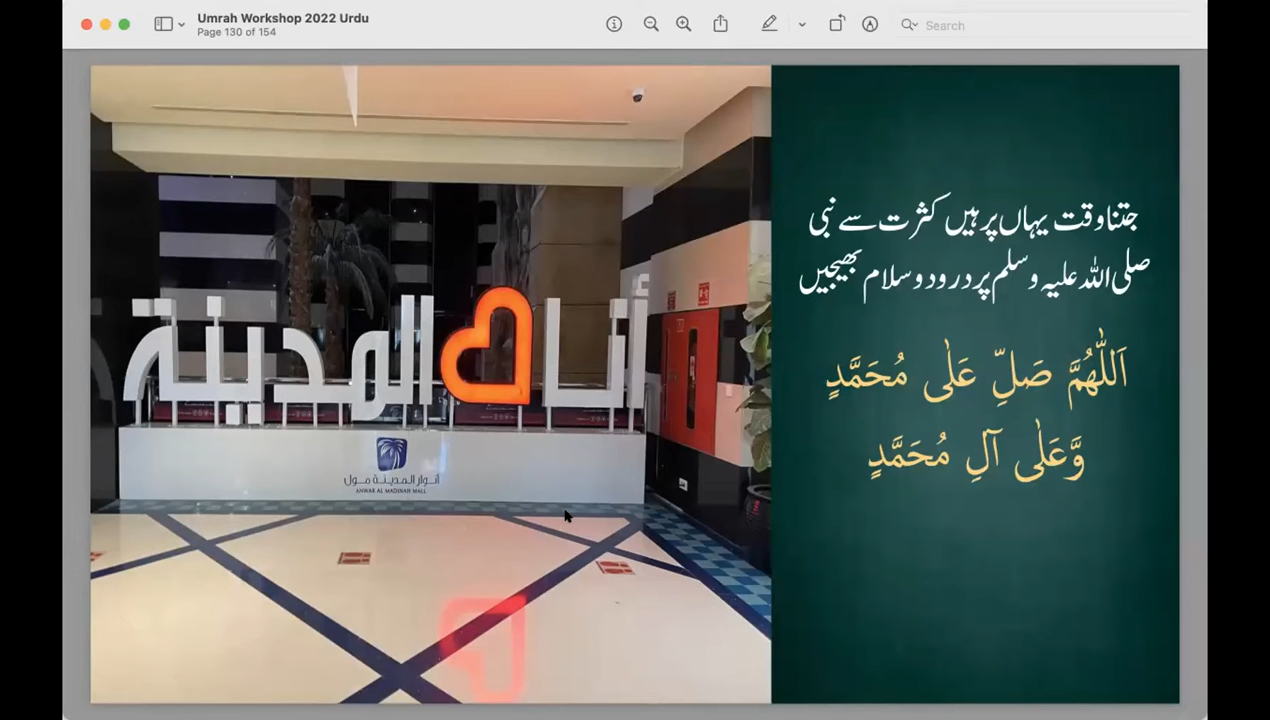 Umrah Workshop 2022 Urdu
Page 130 of 154
Search
جتنا وقت یہاں پر ہیں کثرت سے نبی
صلی اللہ علیہ وسلم پر درود و سلام بھیجیں
اَللّٰھُمَّ صَلِّ عَلٰی مُحَمَّدٍ
وَّعَلٰی آلِ مُحَمَّدٍ
أنا المدينة
أنوار المدينة مول
ANWAR AL MADINAH MALL